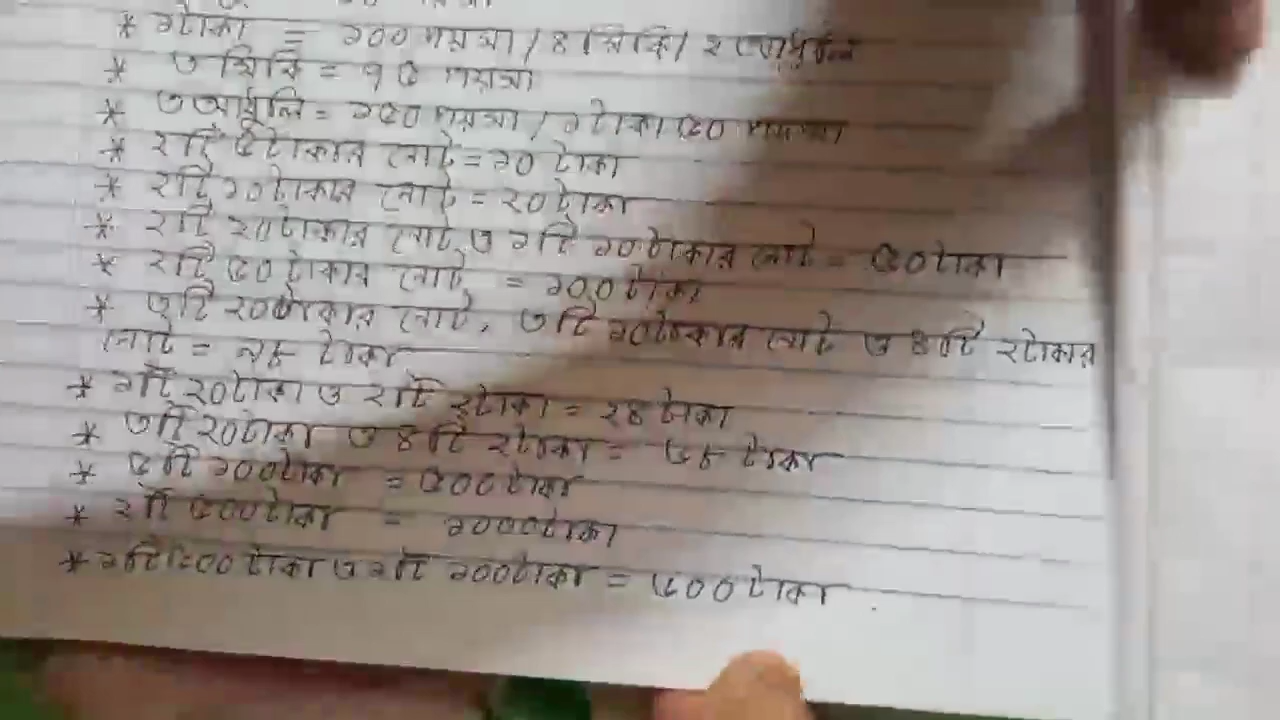 * ১টাকা = ১০০ পয়সা / ৪ সিকি / ২ আধুলি
* ৩ সিকি = ৭৫ পয়সা
* ৩ আধুলি = ১৫০ পয়সা / ১টাকা ৫০ পয়সা
* ২টি ৫টাকার নোট = ১০ টাকা
* ২টি ১০টাকার নোট = ২০টাকা
* ২টি ২০টাকার নোট ও ১টি ১০টাকার নোট = ৫০টাকা
* ২টি ৫০ টাকার নোট = ১০০ টাকা
* ৩টি ২০টাকার নোট, ৩টি ১০টাকার নোট ও ৪টি ২টাকার
নোট = ৯৮ টাকা
* ১টি ২০টাকা ও ২টি ২টাকা = ২৪ টাকা
* ৩টি ২০টাকা ও ৪টি ২টাকা = ৬৮ টাকা
* ৫টি ১০০টাকা = ৫০০ টাকা
* ২টি ৫০০টাকা = ১০০০টাকা
* ১টি ৫০০ টাকা ও ১টি ১০০টাকা = ৬০০ টাকা